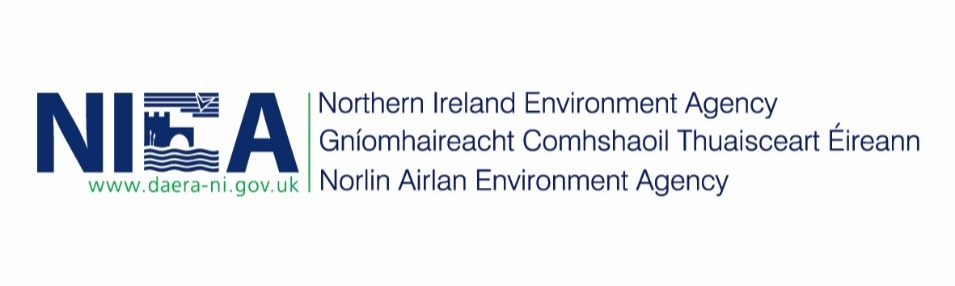 NIEA
www.daera-ni.gov.uk
Northern Ireland Environment Agency
Gníomhaireacht Comhshaoil Thuaisceart Éireann
Norlin Airlan Environment Agency